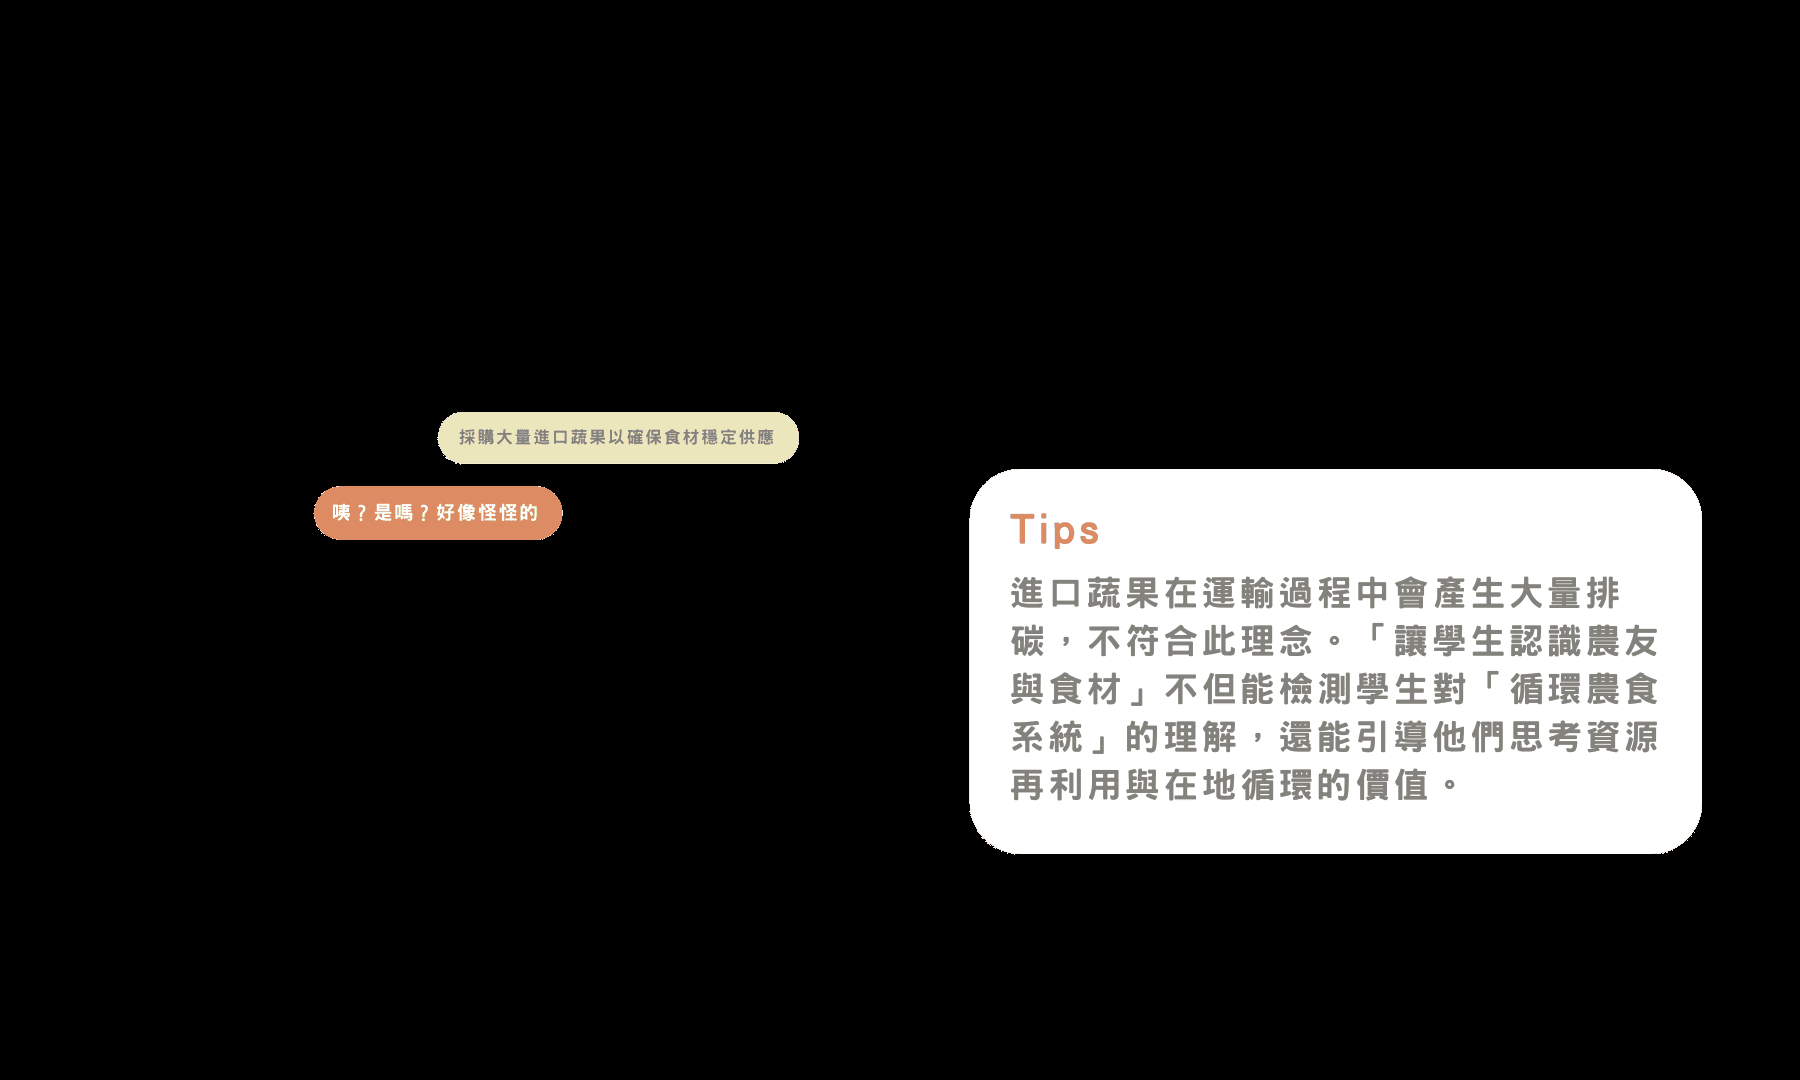 採購大量進口蔬果以確保食材穩定供應
咦？是嗎？好像怪怪的
Tips
進口蔬果在運輸過程中會產生大量排
碳，不符合此理念。「讓學生認識農友
與食材」不但能檢測學生對「循環農食
系統」的理解，還能引導他們思考資源
再利用與在地循環的價值。